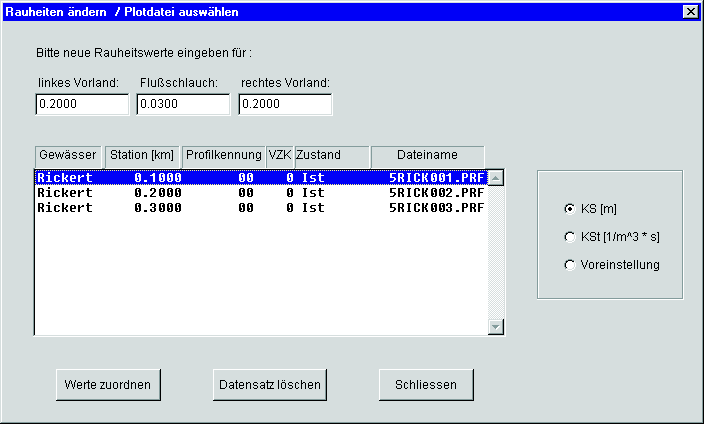 Rauheiten ändern / Plotdatei auswählen
Bitte neue Rauheitswerte eingeben für :
linkes Vorland: Flußschlauch: rechtes Vorland:
0.2000 0.0300 0.2000
Gewässer Station [km] Profilkennung VZK Zustand Dateiname
Rickert 0.1000 00 0 Ist 5RICK001.PRF
Rickert 0.2000 00 0 Ist 5RICK002.PRF
Rickert 0.3000 00 0 Ist 5RICK003.PRF
KS [m]
KSt [1/m^3 * s]
Voreinstellung
Werte zuordnen Datensatz löschen Schliessen